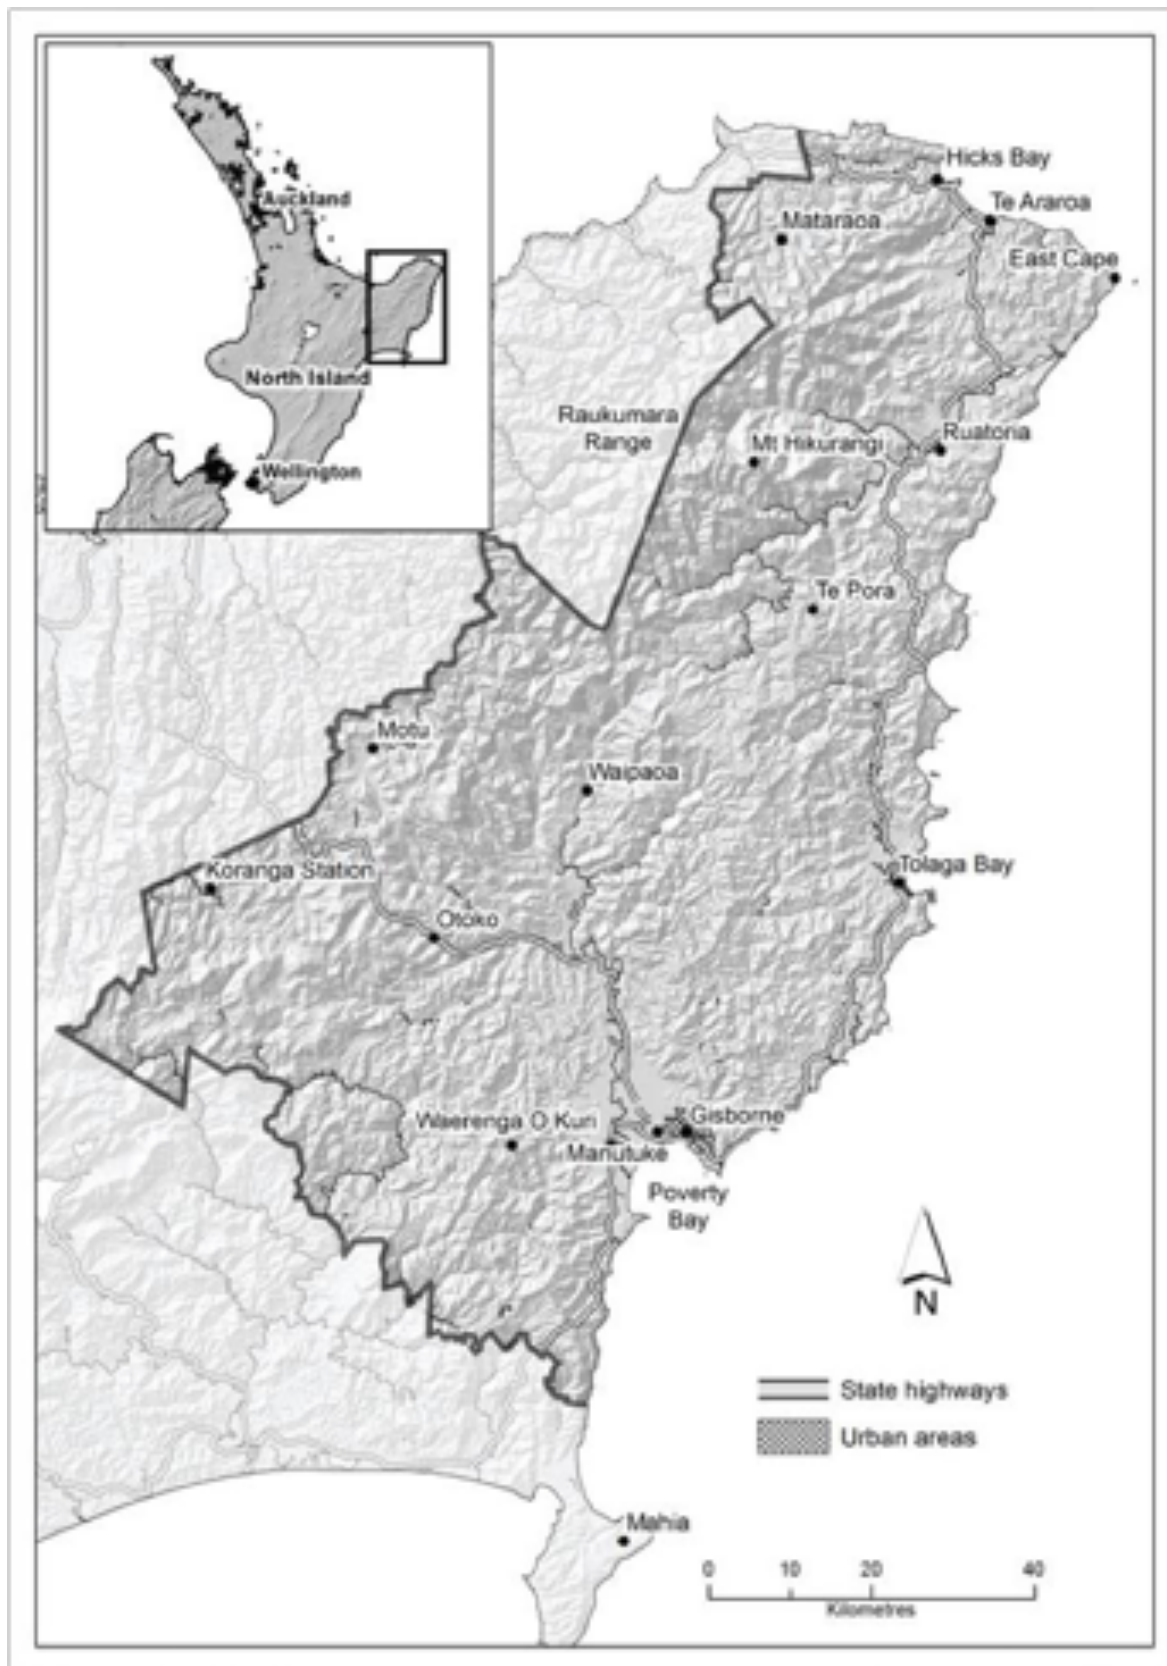 Auckland
North Island
Wellington
Hicks Bay
Te Araroa
Mataraoa
East Cape
Raukumara
Range
Mt Hikurangi
Ruatoria
Te Pora
Motu
Waipaoa
Koranga Station
Tolaga Bay
Otoko
Waerenga O Kuri
Gisborne
Manutuke
Poverty
Bay
N
State highways
Urban areas
Mahia
0 10 20 40
Kilometres